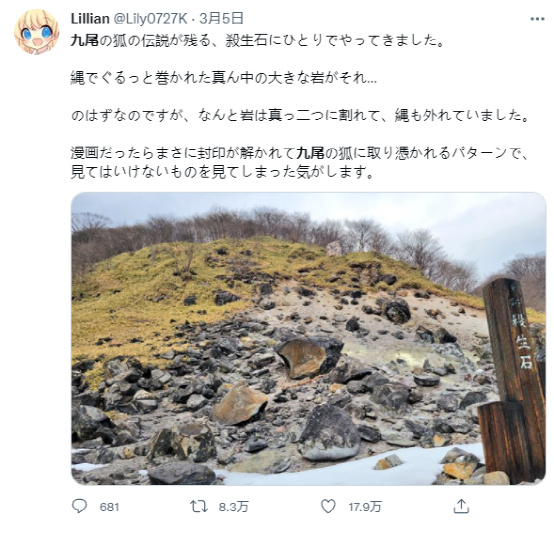 Lillian @Lily0727K · 3月5日
九尾の狐の伝説が残る、殺生石にひとりでやってきました。
縄でぐるっと巻かれた真ん中の大きな岩がそれ…
のはずなのですが、なんと岩は真っ二つに割れて、縄も外れていました。
漫画だったらまさに封印が解かれて九尾の狐に取り憑かれるパターンで、
見てはいけないものを見てしまった気がします。
殺生石
681
8.3万
17.9万